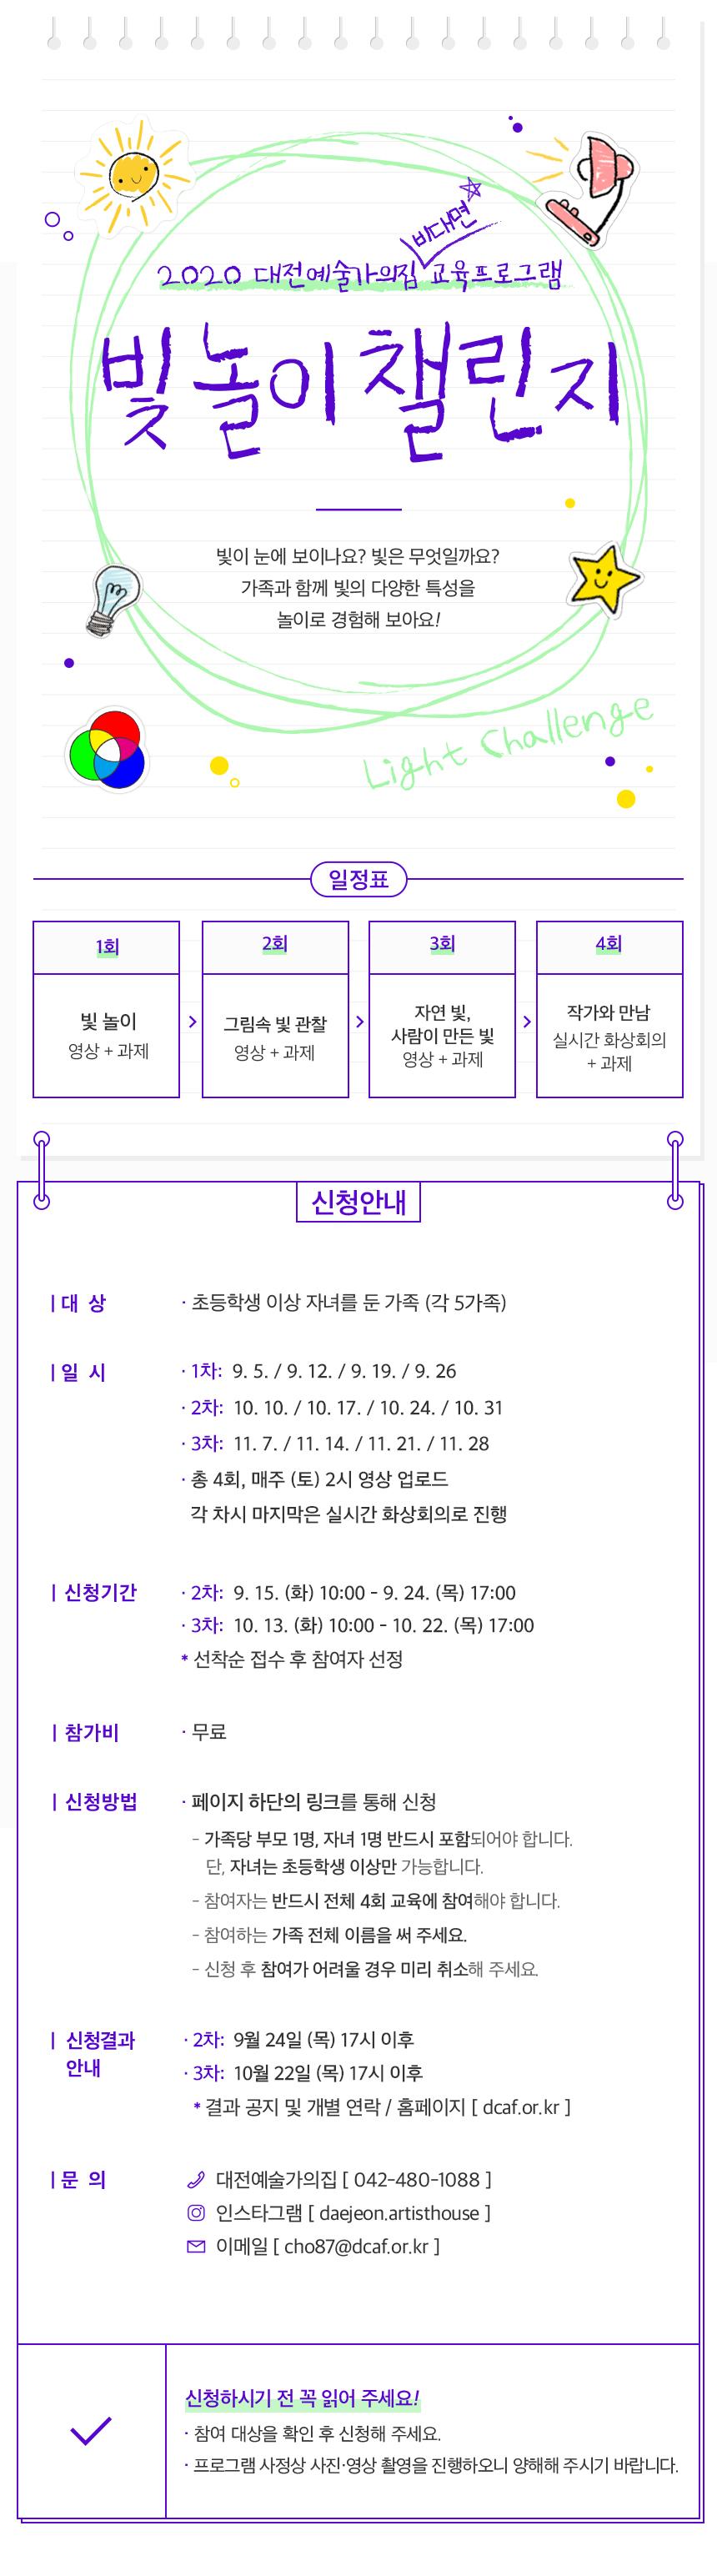 비대면
2020 대전예술가의집 교육프로그램
빛놀이 챌린지
빛이 눈에 보이나요? 빛은 무엇일까요?
가족과 함께 빛의 다양한 특성을
놀이로 경험해 보아요!
Light Challenge
일정표
1회
빛 놀이
영상 + 과제
2회
그림속 빛 관찰
영상 + 과제
3회
자연 빛,
사람이 만든 빛
영상 + 과제
4회
작가와 만남
실시간 화상회의
+ 과제
신청안내
| 대 상
· 초등학생 이상 자녀를 둔 가족 (각 5가족)
| 일 시
· 1차: 9. 5. / 9. 12. / 9. 19. / 9. 26
· 2차: 10. 10. / 10. 17. / 10. 24. / 10. 31
· 3차: 11. 7. / 11. 14. / 11. 21. / 11. 28
· 총 4회, 매주 (토) 2시 영상 업로드
각 차시 마지막은 실시간 화상회의로 진행
| 신청기간
· 2차: 9. 15. (화) 10:00 - 9. 24. (목) 17:00
· 3차: 10. 13. (화) 10:00 - 10. 22. (목) 17:00
* 선착순 접수 후 참여자 선정
| 참가비
· 무료
| 신청방법
· 페이지 하단의 링크를 통해 신청
- 가족당 부모 1명, 자녀 1명 반드시 포함되어야 합니다.
단, 자녀는 초등학생 이상만 가능합니다.
- 참여자는 반드시 전체 4회 교육에 참여해야 합니다.
- 참여하는 가족 전체 이름을 써 주세요.
- 신청 후 참여가 어려울 경우 미리 취소해 주세요.
| 신청결과
안내
· 2차: 9월 24일 (목) 17시 이후
· 3차: 10월 22일 (목) 17시 이후
* 결과 공지 및 개별 연락 / 홈페이지 [ dcaf.or.kr ]
| 문 의
대전예술가의집 [ 042-480-1088 ]
인스타그램 [ daejeon.artisthouse ]
이메일 [ cho87@dcaf.or.kr ]
신청하시기 전 꼭 읽어 주세요!
· 참여 대상을 확인 후 신청해 주세요.
· 프로그램 사정상 사진·영상 촬영을 진행하오니 양해해 주시기 바랍니다.